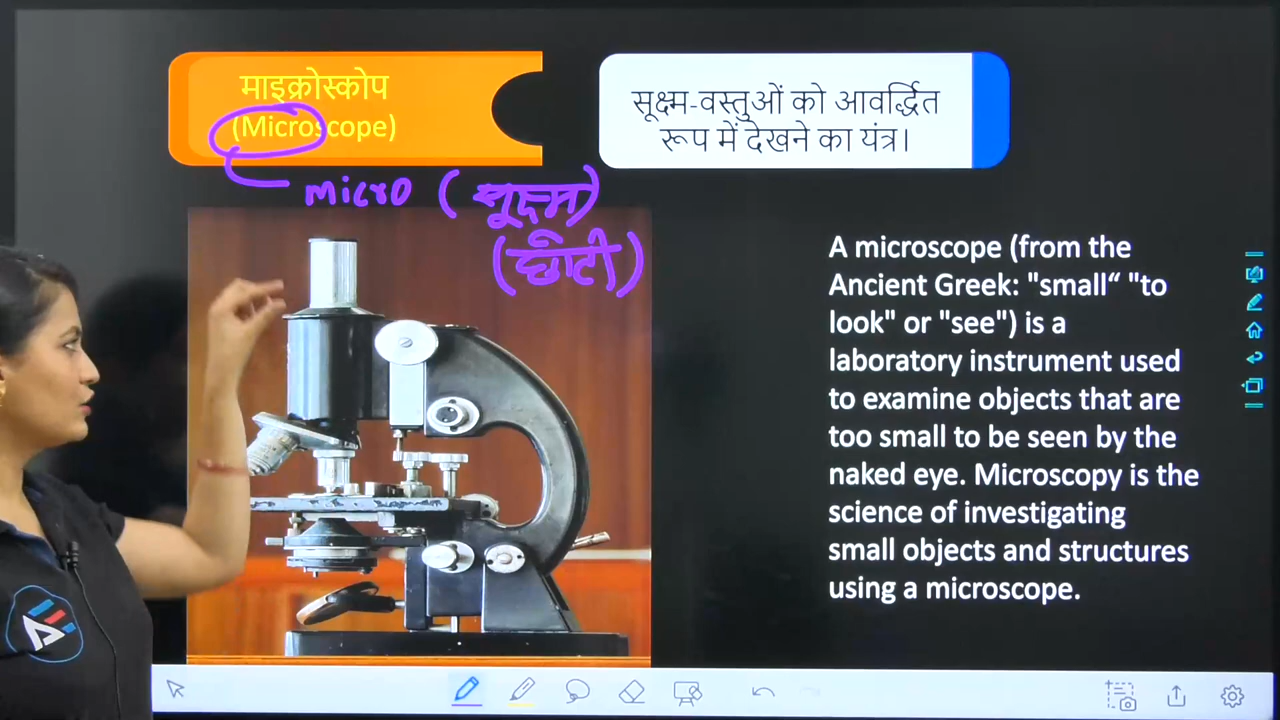 माइक्रोस्कोप
(Microscope)
सूक्ष्म-वस्तुओं को आवर्द्धित
रूप में देखने का यंत्र।
micro (सूक्ष्म)
(छोटी)
A microscope (from the
Ancient Greek: "small“ "to
look" or "see") is a
laboratory instrument used
to examine objects that are
too small to be seen by the
naked eye. Microscopy is the
science of investigating
small objects and structures
using a microscope.